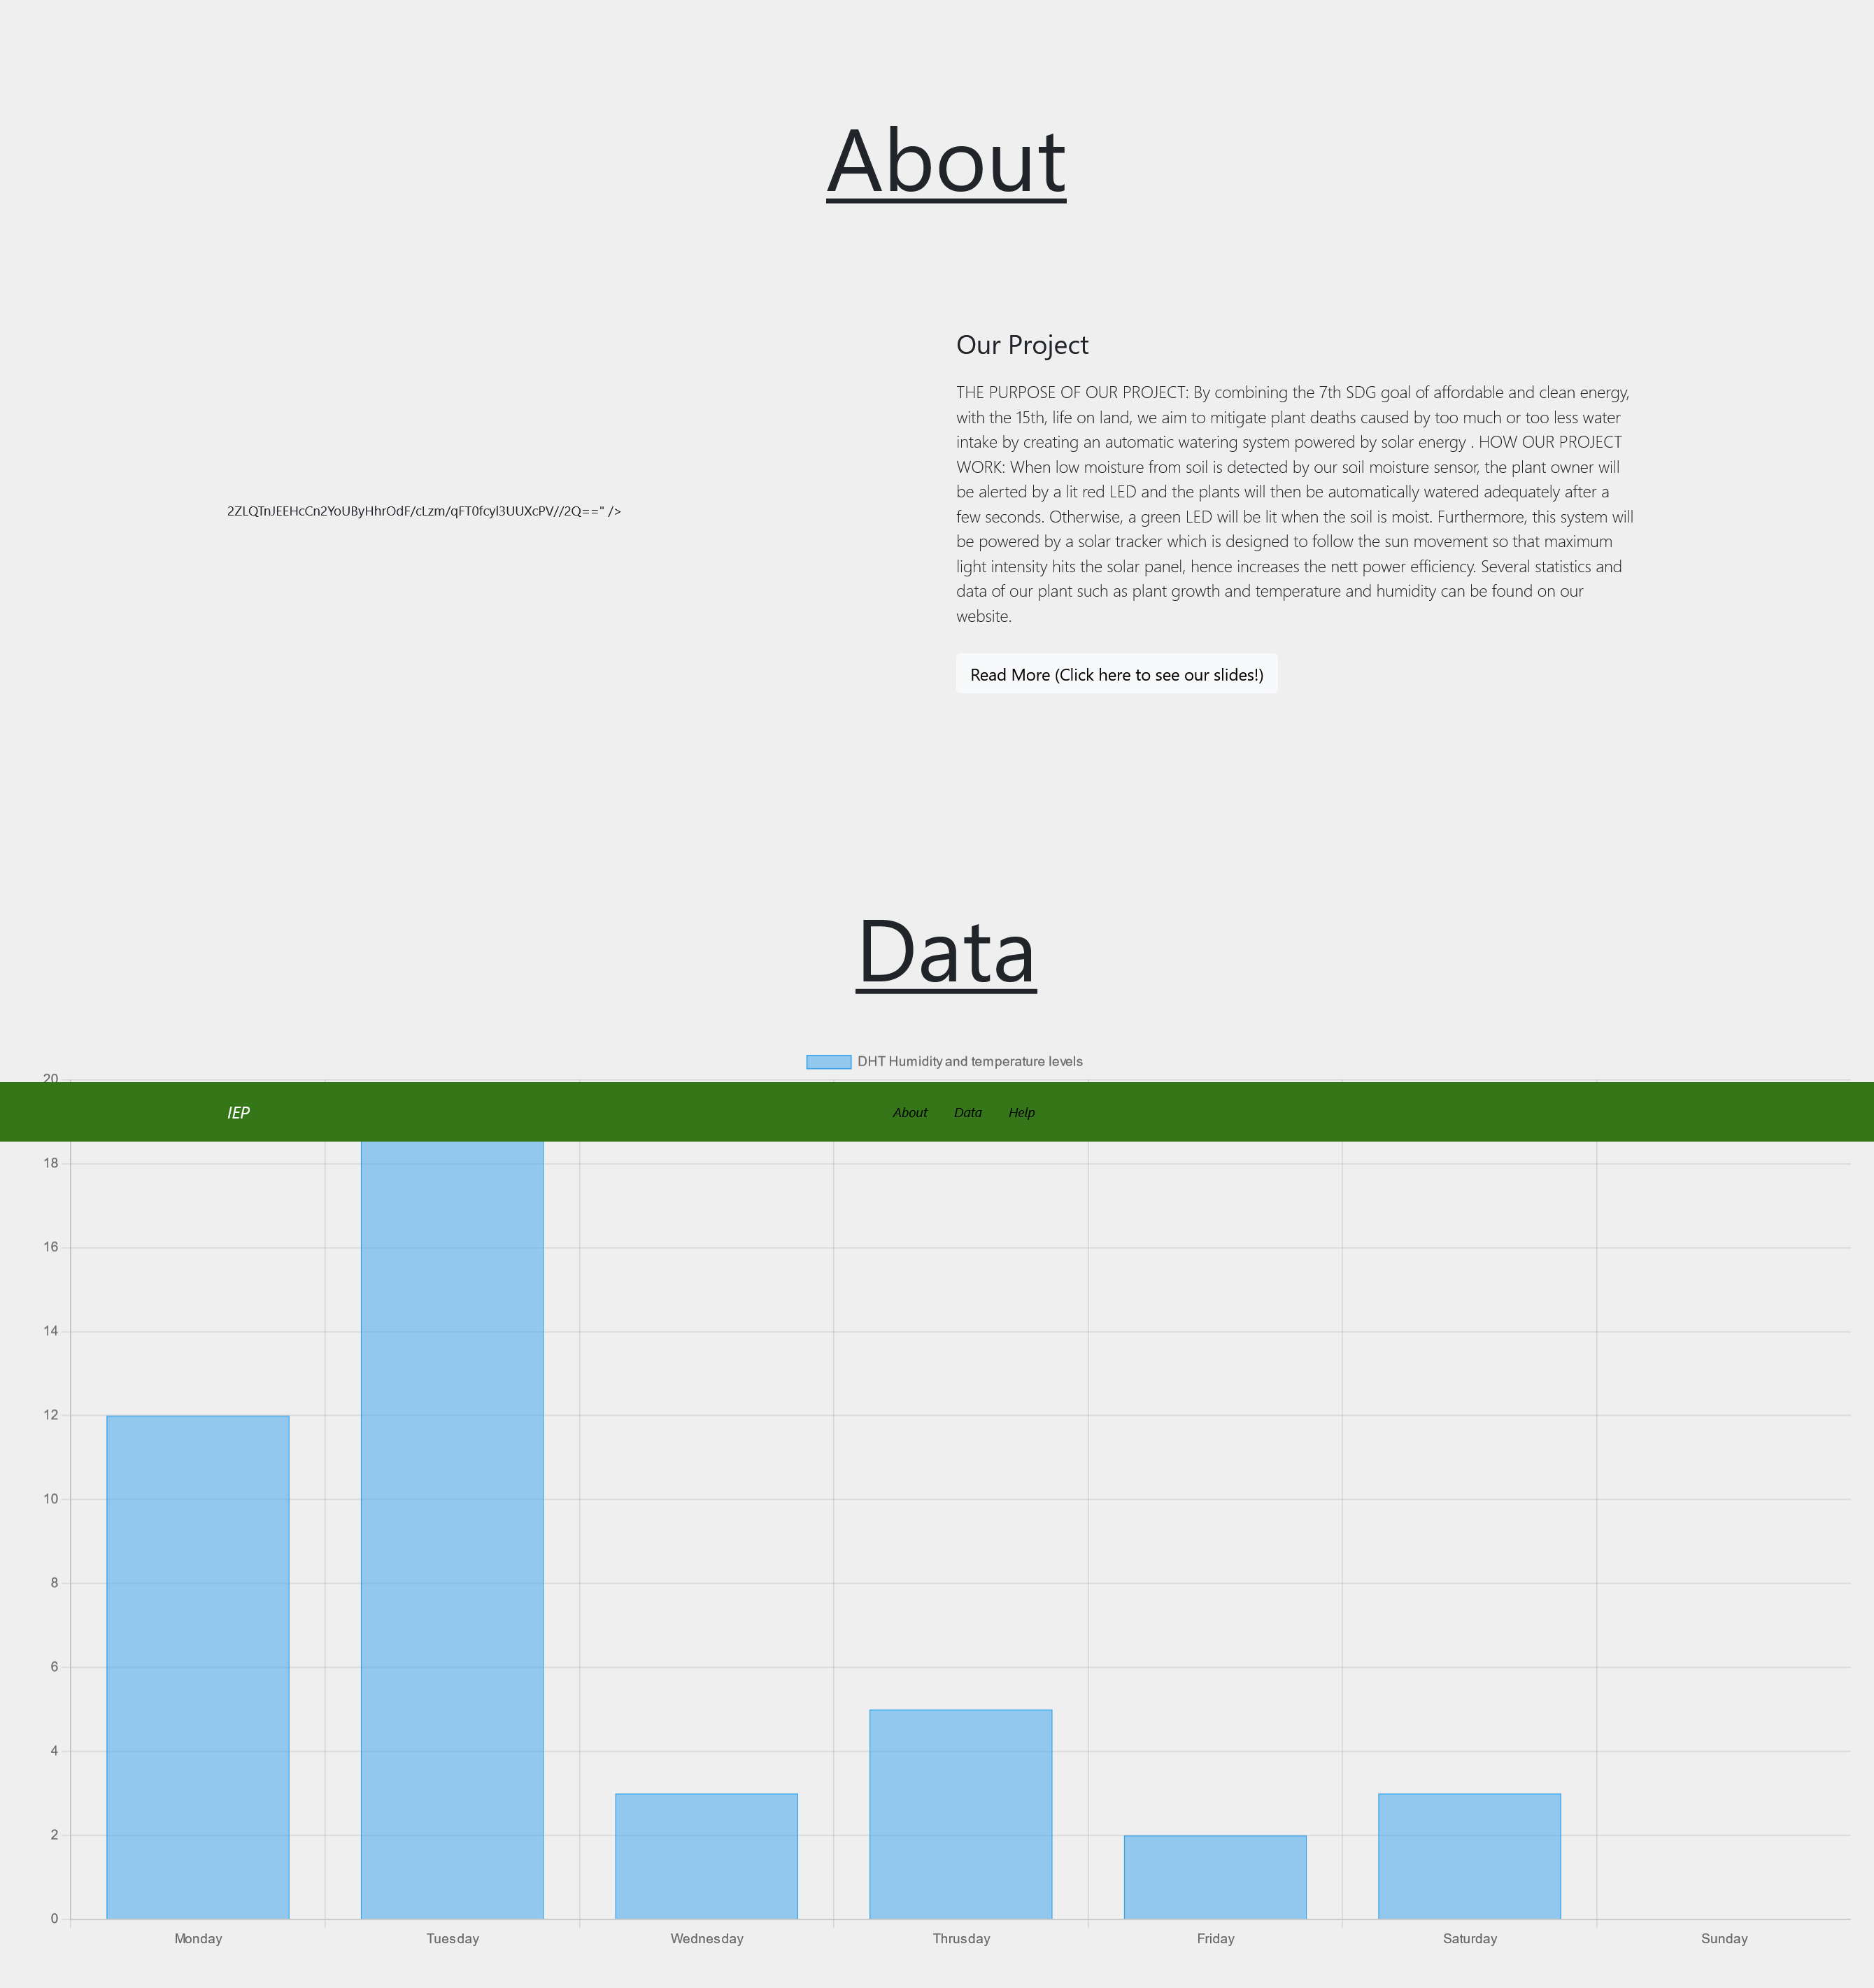 About
Our Project
THE PURPOSE OF OUR PROJECT: By combining the 7th SDG goal of affordable and clean energy,
with the 15th, life on land, we aim to mitigate plant deaths caused by too much or too less water
intake by creating an automatic watering system powered by solar energy . HOW OUR PROJECT
WORK: When low moisture from soil is detected by our soil moisture sensor, the plant owner will
be alerted by a lit red LED and the plants will then be automatically watered adequately after a
few seconds. Otherwise, a green LED will be lit when the soil is moist. Furthermore, this system will
be powered by a solar tracker which is designed to follow the sun movement so that maximum
light intensity hits the solar panel, hence increases the nett power efficiency. Several statistics and
data of our plant such as plant growth and temperature and humidity can be found on our
website.
2ZLQTnJEEHcCn2YoUByHhrOdF/cLzm/qFT0fcyl3UUXcPV//2Q==" />
Read More (Click here to see our slides!)
Data
DHT Humidity and temperature levels
20
IEP About Data Help
18
16
14
12
10
8
6
4
2
0
Monday Tuesday Wednesday Thrusday Friday Saturday Sunday